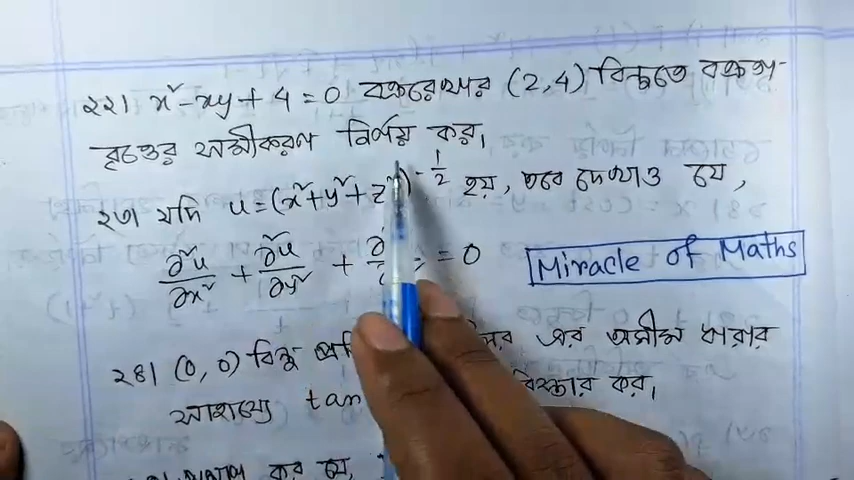 ২২। x² - xy + 4 = 0 বক্ররেখার (2, 4) বিন্দুতে বক্রতা-
বৃত্তের সমীকরণ নির্ণয় কর।
২৩। যদি u = (x² + y² + z²)^-1/2 হয়, তবে দেখাও যে,
∂²u/∂x² + ∂²u/∂y² + = 0
Miracle of Maths
২৪। (0, 0) বিন্দু এর অসীম ধারার
সাহায্যে tan বিস্তার কর।
কর যে,